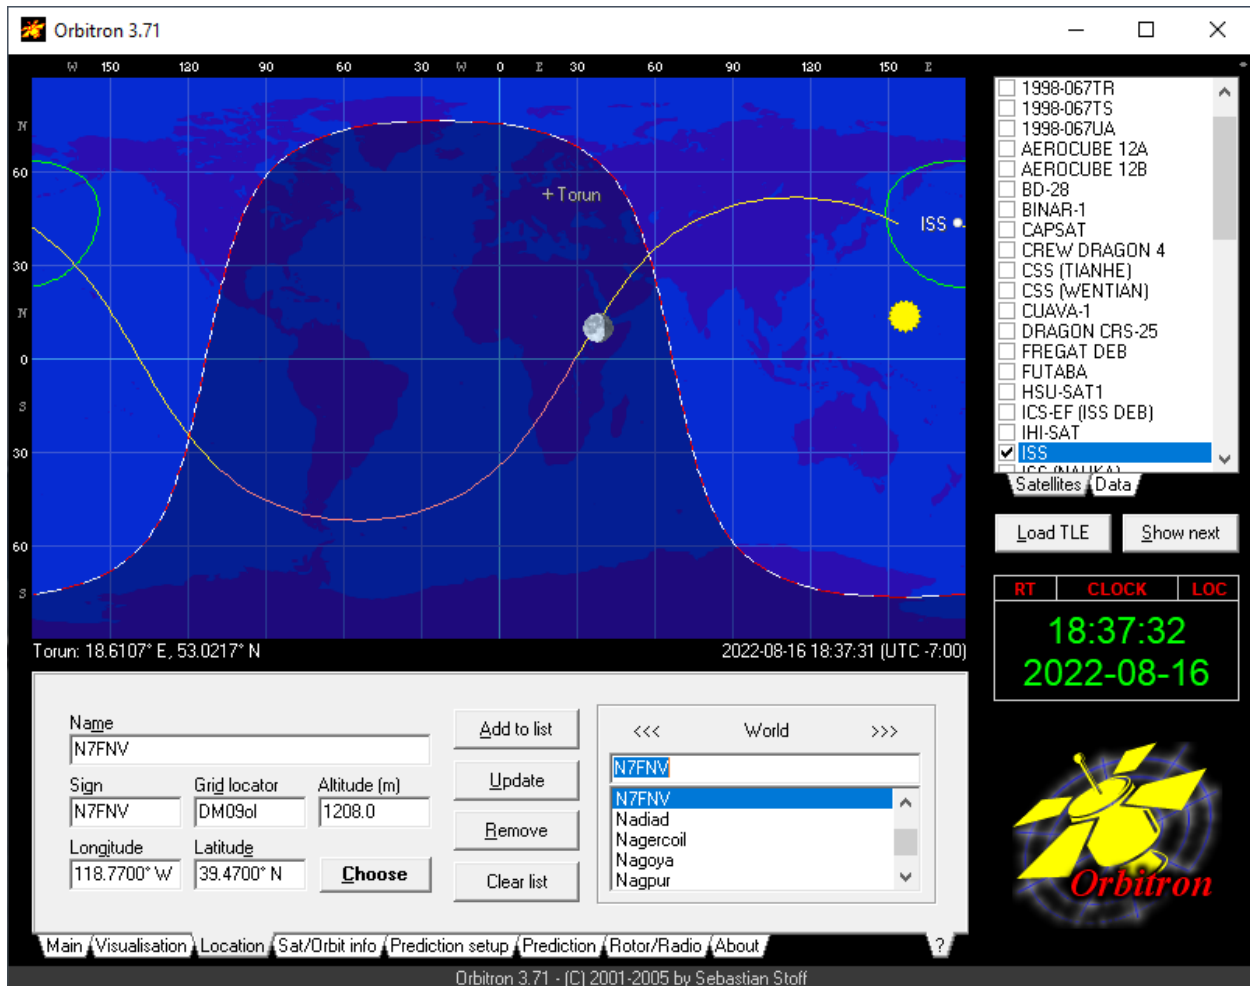 Orbitron 3.71
W 150 120 90 60 30 W 0 E 30 60 90 120 150 E
N
60
30
N
0
S
30
60
S
+Torun
ISS
Torun: 18.6107° E, 53.0217° N
2022-08-16 18:37:31 (UTC -7:00)
1998-067TR
1998-067TS
1998-067UA
AEROCUBE 12A
AEROCUBE 12B
BD-28
BINAR-1
CAPSAT
CREW DRAGON 4
CSS (TIANHE)
CSS (WENTIAN)
CUAVA-1
DRAGON CRS-25
FREGAT DEB
FUTABA
HSU-SAT1
ICS-EF (ISS DEB)
IHI-SAT
ISS
ISS (NAUKA)
Satellites Data
Load TLE Show next
RT CLOCK LOC
18:37:32
2022-08-16
Name
N7FNV
Sign Grid locator Altitude (m)
N7FNV DM09ol 1208.0
Longitude Latitude
118.7700° W 39.4700° N Choose
Add to list
Update
Remove
Clear list
<<< World >>>
N7FNV
N7FNV
Nadiad
Nagercoil
Nagoya
Nagpur
Orbitron
Main Visualisation Location Sat/Orbit info Prediction setup Prediction Rotor/Radio About ?
Orbitron 3.71 - (C) 2001-2005 by Sebastian Stoff